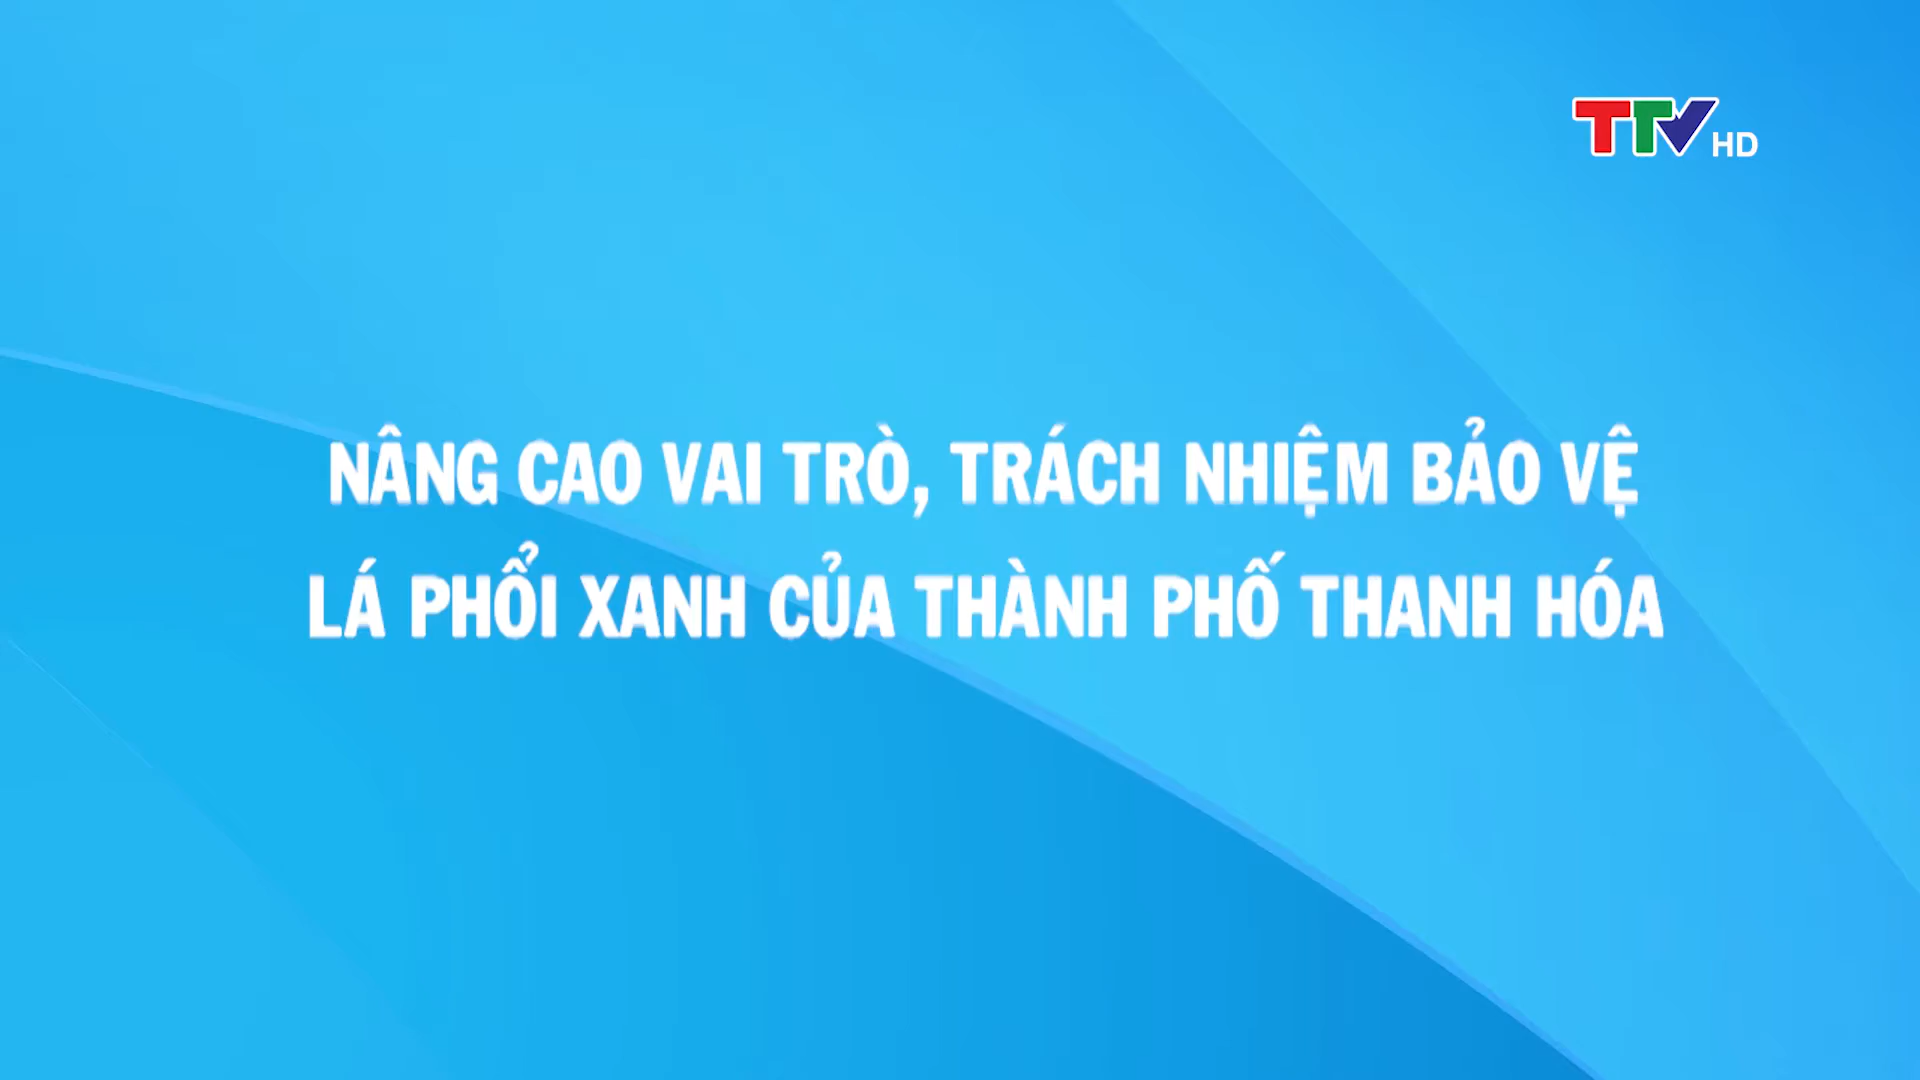 TTV HD
NÂNG CAO VAI TRÒ, TRÁCH NHIỆM BẢO VỆ
LÁ PHỔI XANH CỦA THÀNH PHỐ THANH HÓA